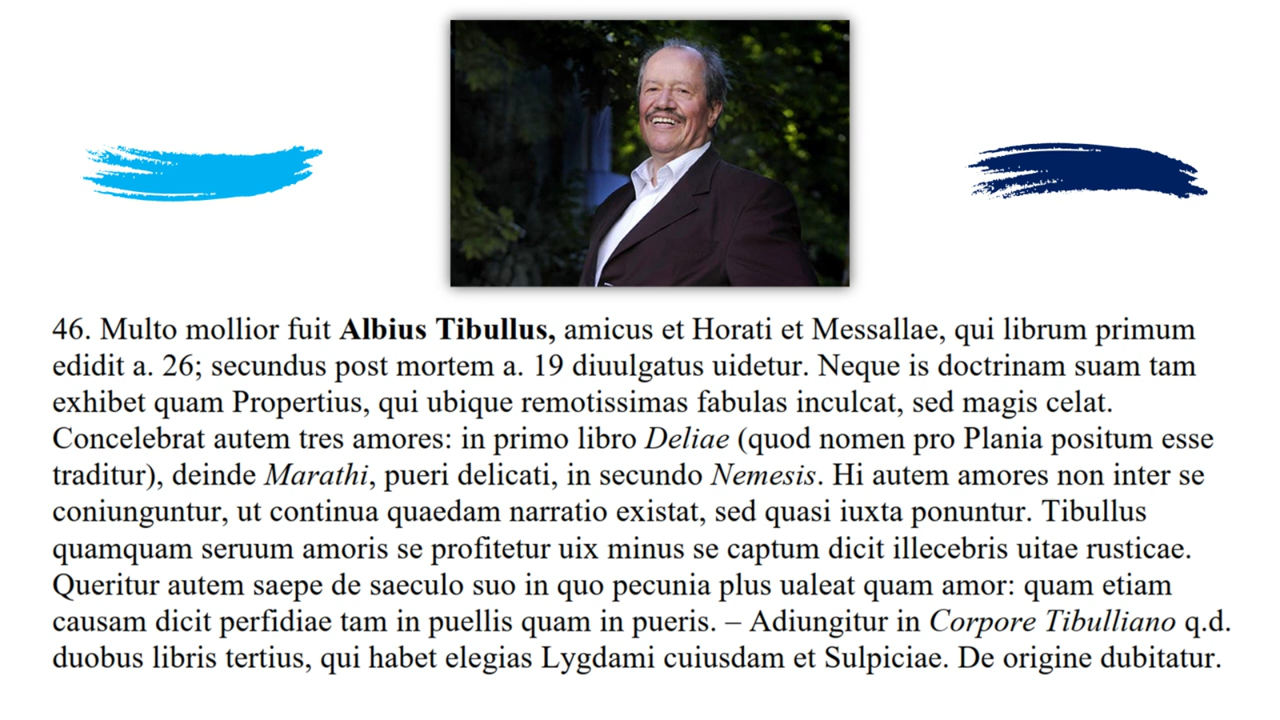 46. Multo mollior fuit Albius Tibullus, amicus et Horati et Messallae, qui librum primum
edidit a. 26; secundus post mortem a. 19 diuulgatus uidetur. Neque is doctrinam suam tam
exhibet quam Propertius, qui ubique remotissimas fabulas inculcat, sed magis celat.
Concelebrat autem tres amores: in primo libro Deliae (quod nomen pro Plania positum esse
traditur), deinde Marathi, pueri delicati, in secundo Nemesis. Hi autem amores non inter se
coniunguntur, ut continua quaedam narratio existat, sed quasi iuxta ponuntur. Tibullus
quamquam seruum amoris se profitetur uix minus se captum dicit illecebris uitae rusticae.
Queritur autem saepe de saeculo suo in quo pecunia plus ualeat quam amor: quam etiam
causam dicit perfidiae tam in puellis quam in pueris. – Adiungitur in Corpore Tibulliano q.d.
duobus libris tertius, qui habet elegias Lygdami cuiusdam et Sulpiciae. De origine dubitatur.